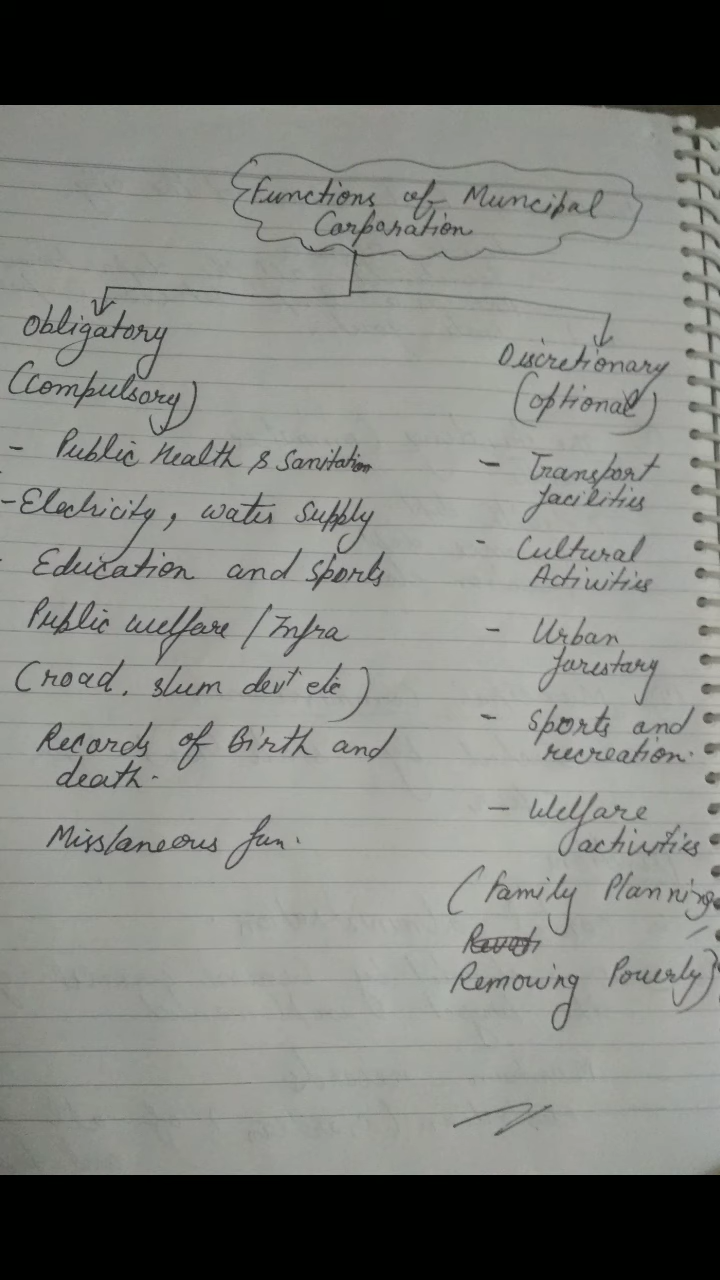 Functions of Muncipal
Corporation
Obligatory
(Compulsory)
- Public Health & Sanitation
- Electricity, water supply
- Education and sports
Public welfare / Infra
(road, slum devt etc)
Records of Birth and
death.
Misslaneous fun.
Discretionary
(optional)
- Transport
facilities
- Cultural
Activities
- Urban
forestary
- Sports and
recreation.
- Welfare
activities
(Family Planning
Removing Poverty)